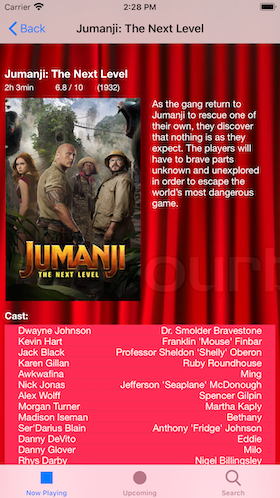 Carrier 2:28 PM
Back Jumanji: The Next Level
Jumanji: The Next Level
2h 3min 6.8 / 10 (1932)
As the gang return to
Jumanji to rescue one of
their own, they discover
that nothing is as they
expect. The players will
have to brave parts
unknown and unexplored
in order to escape the
world's most dangerous
game.
JUMANJI
THE NEXT LEVEL
Cast:
Dwayne Johnson Dr. Smolder Bravestone
Kevin Hart Franklin 'Mouse' Finbar
Jack Black Professor Sheldon 'Shelly' Oberon
Karen Gillan Ruby Roundhouse
Awkwafina Ming
Nick Jonas Jefferson 'Seaplane' McDonough
Alex Wolff Spencer Gilpin
Morgan Turner Martha Kaply
Madison Iseman Bethany
Ser'Darius Blain Anthony 'Fridge' Johnson
Danny DeVito Eddie
Danny Glover Milo
Rhys Darby Nigel Billingsley
Now Playing Upcoming Search